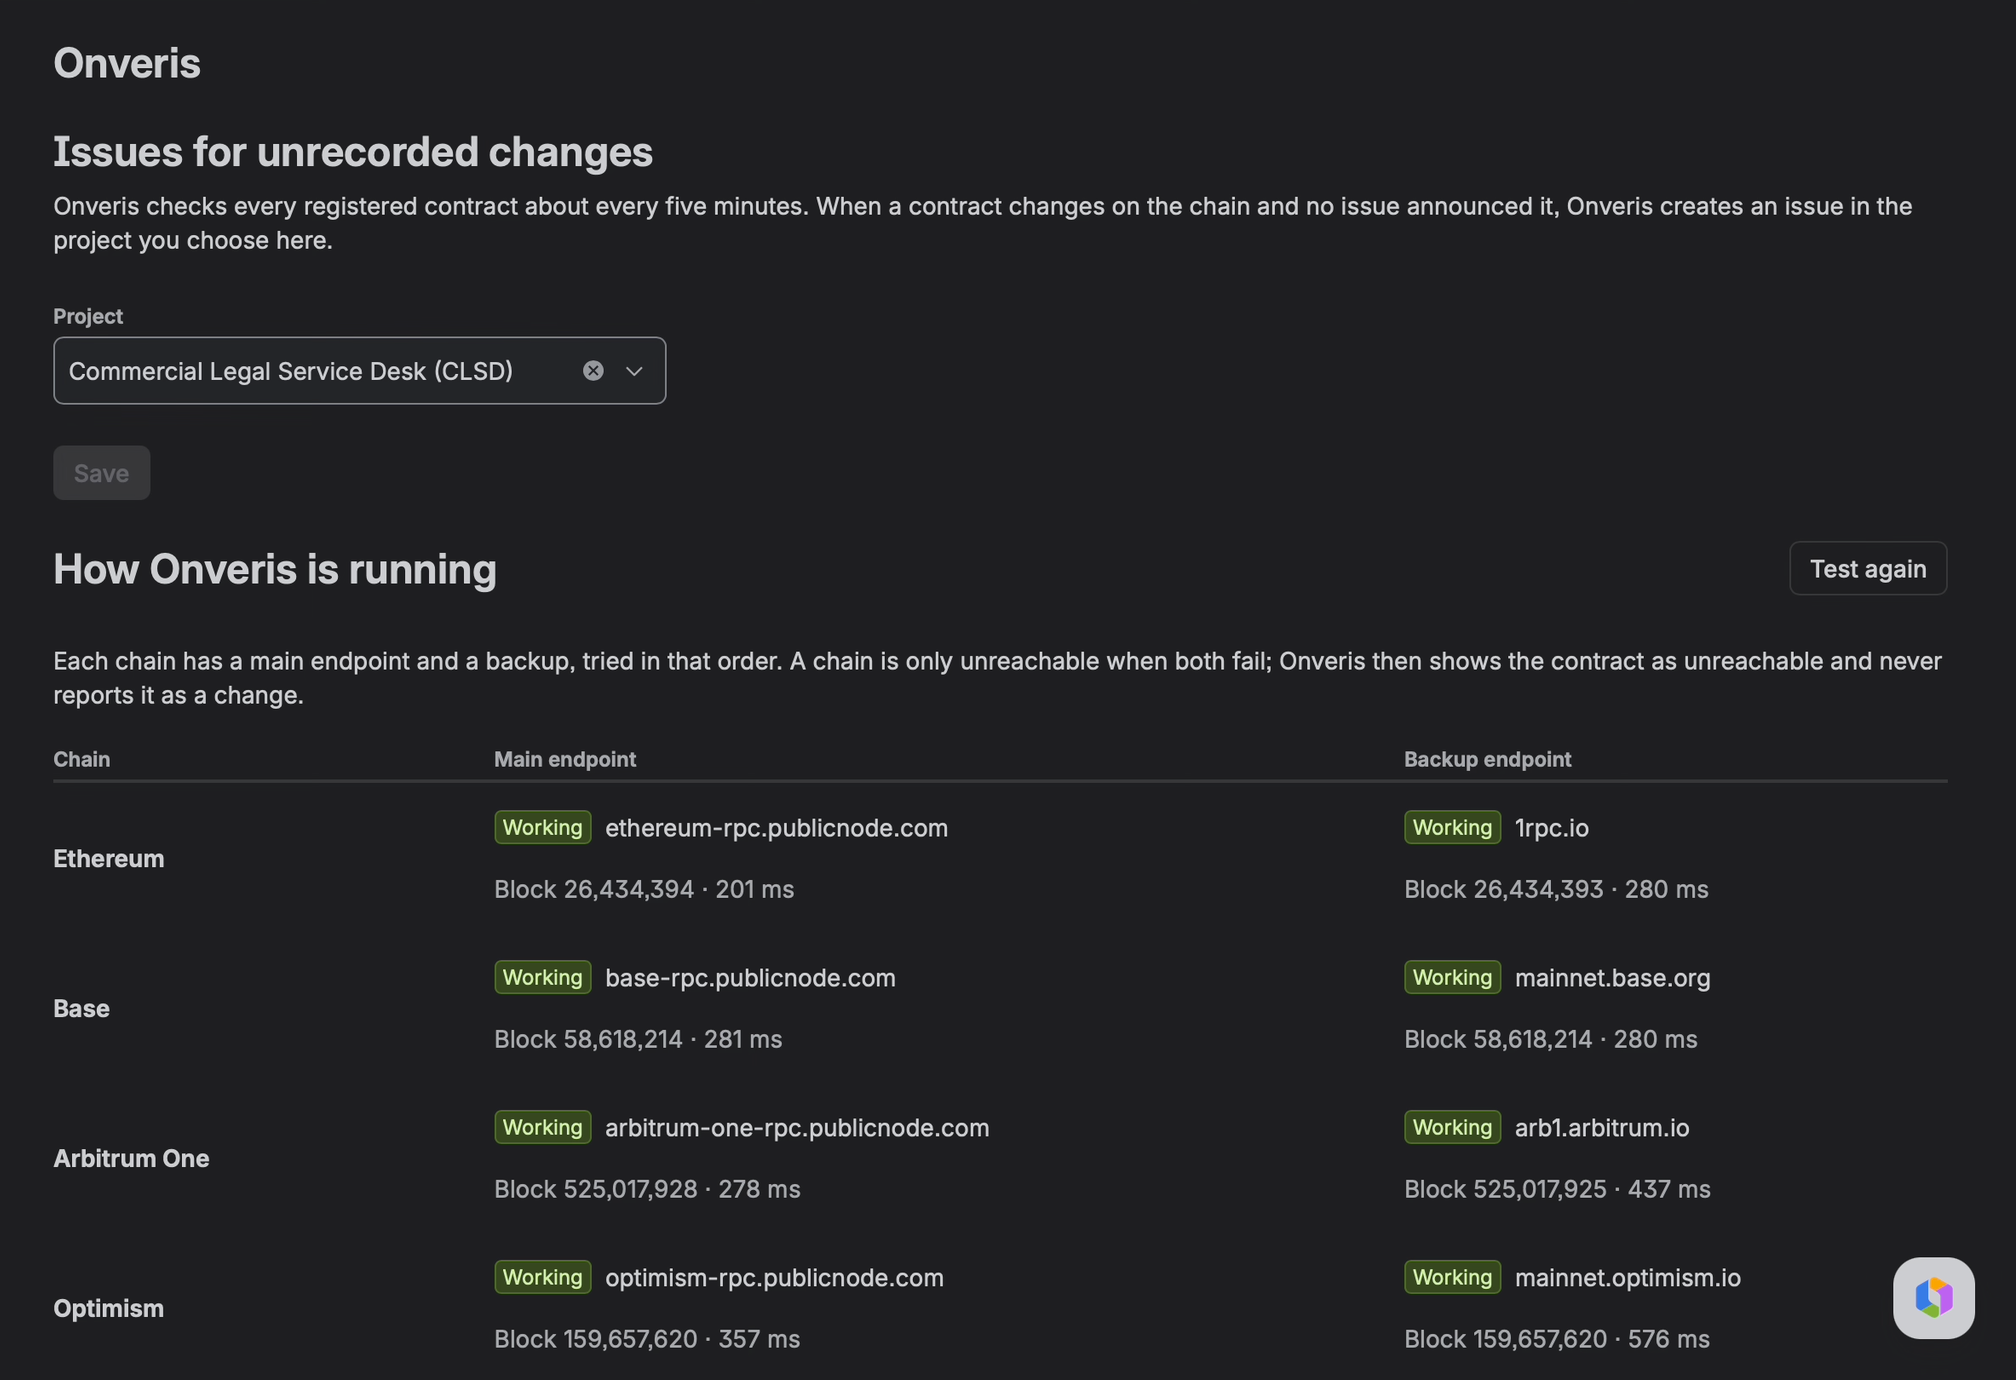 Onveris
Issues for unrecorded changes
Onveris checks every registered contract about every five minutes. When a contract changes on the chain and no issue announced it, Onveris creates an issue in the
project you choose here.
Project
Commercial Legal Service Desk (CLSD)
Save
How Onveris is running
Test again
Each chain has a main endpoint and a backup, tried in that order. A chain is only unreachable when both fail; Onveris then shows the contract as unreachable and never
reports it as a change.
Chain Main endpoint Backup endpoint
Ethereum
Working ethereum-rpc.publicnode.com
Block 26,434,394 · 201 ms
Working 1rpc.io
Block 26,434,393 · 280 ms
Base
Working base-rpc.publicnode.com
Block 58,618,214 · 281 ms
Working mainnet.base.org
Block 58,618,214 · 280 ms
Arbitrum One
Working arbitrum-one-rpc.publicnode.com
Block 525,017,928 · 278 ms
Working arb1.arbitrum.io
Block 525,017,925 · 437 ms
Optimism
Working optimism-rpc.publicnode.com
Block 159,657,620 · 357 ms
Working mainnet.optimism.io
Block 159,657,620 · 576 ms